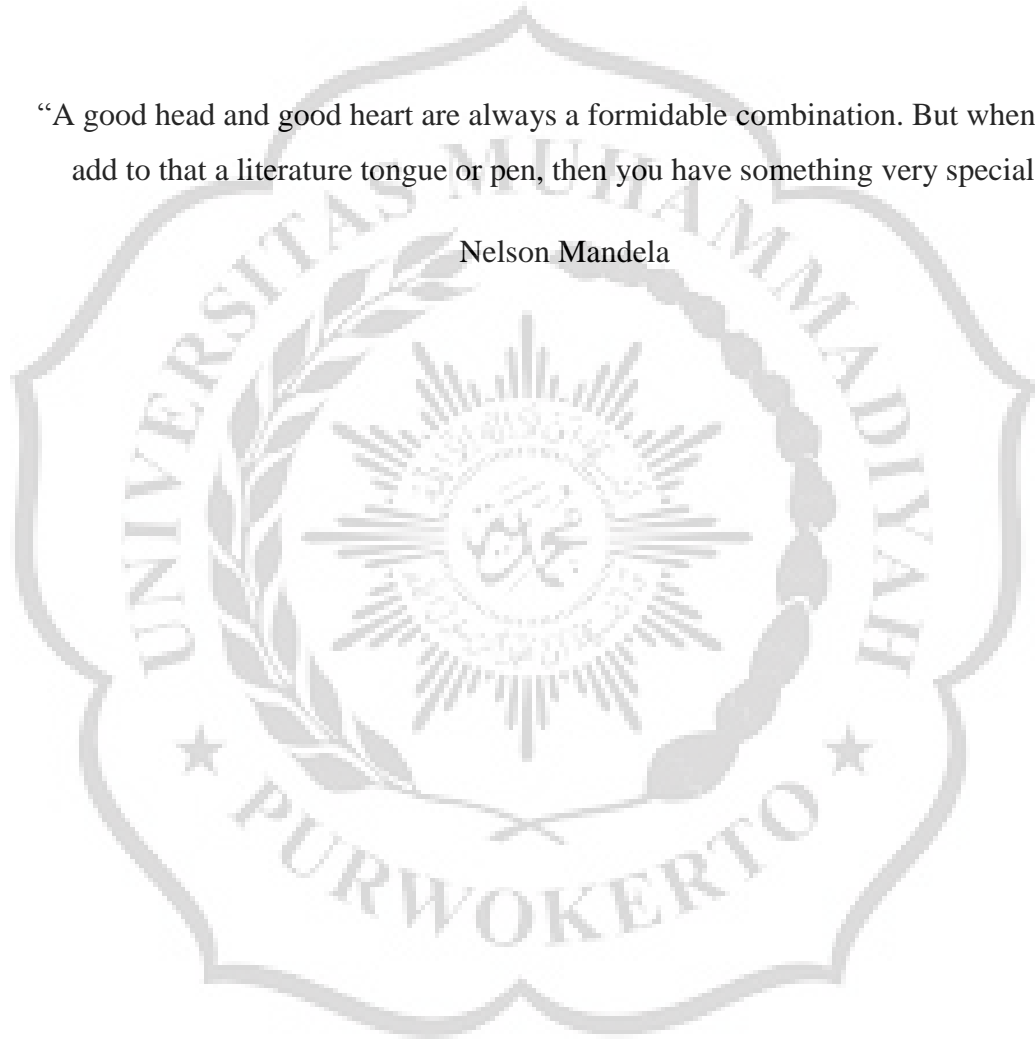 “A good head and good heart are always a formidable combination. But when
add to that a literature tongue or pen, then you have something very special
Nelson Mandela
UNIVERSITAS MUHAMMADIYAH
PURWOKERTO